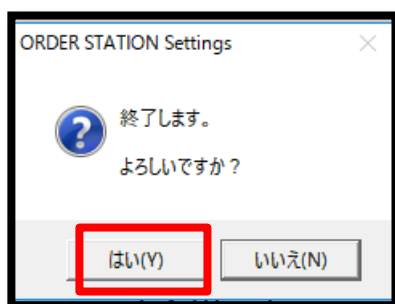 ORDER STATION Settings
終了します。
よろしいですか？
はい(Y)
いいえ(N)